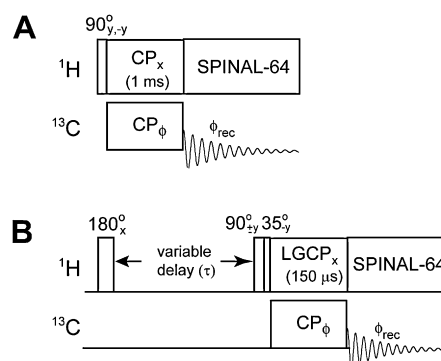 A
90°y,-y
¹H
CPx
(1 ms)
SPINAL-64
¹³C
CPϕ
ϕrec
B
180°x
90°±y 35°-y
¹H
variable
delay (τ)
LGCPx
(150 µs)
SPINAL-64
¹³C
CPϕ
ϕrec